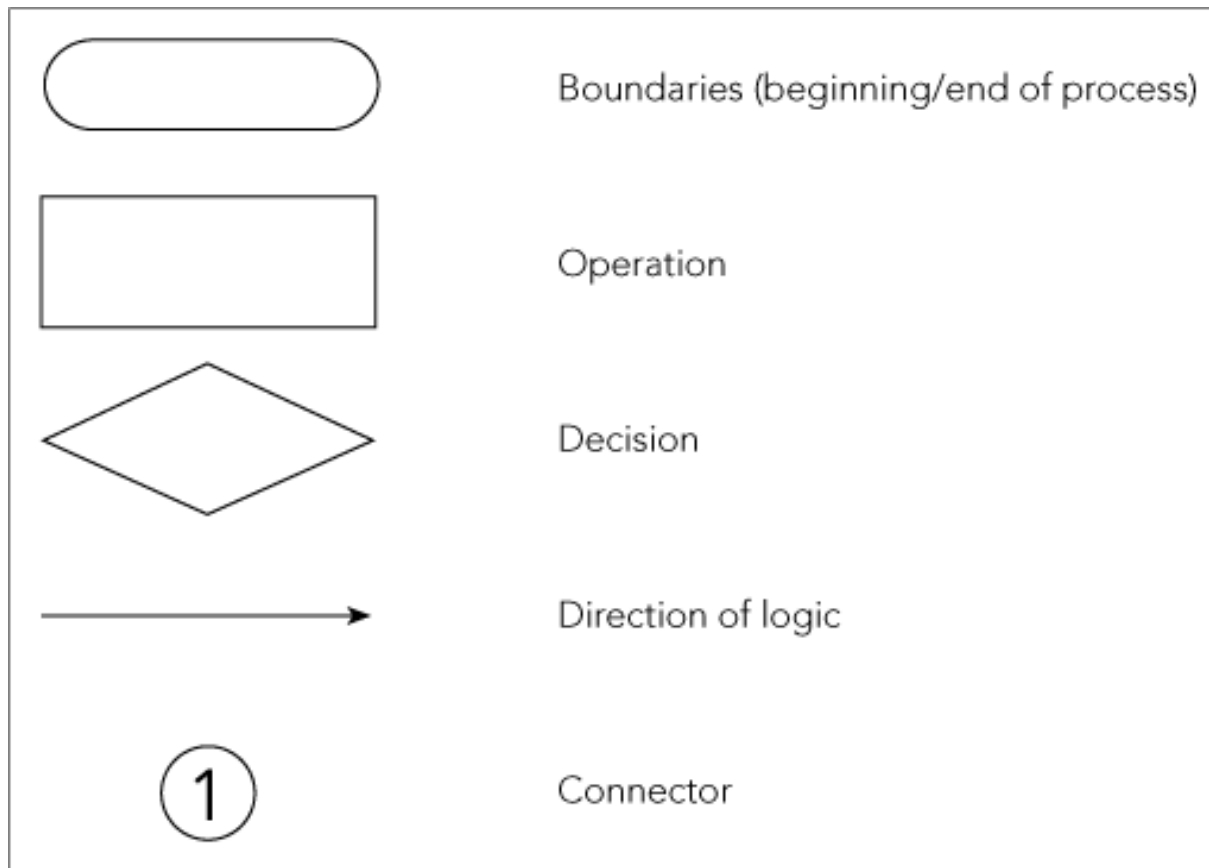 Boundaries (beginning/end of process)
Operation
Decision
Direction of logic
1
Connector